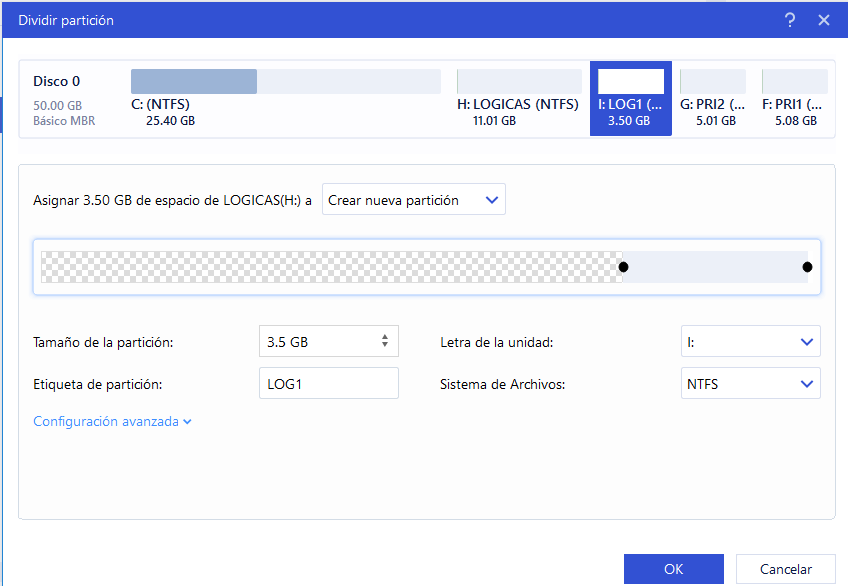 Dividir partición
Disco 0
50.00 GB
Básico MBR
C: (NTFS)
25.40 GB
H: LOGICAS (NTFS)
11.01 GB
I: LOG1 (...
3.50 GB
G: PRI2 (...
5.01 GB
F: PRI1 (...
5.08 GB
Asignar 3.50 GB de espacio de LOGICAS(H:) a Crear nueva partición
Tamaño de la partición: 3.5 GB Letra de la unidad: I:
Etiqueta de partición: LOG1 Sistema de Archivos: NTFS
Configuración avanzada
OK Cancelar